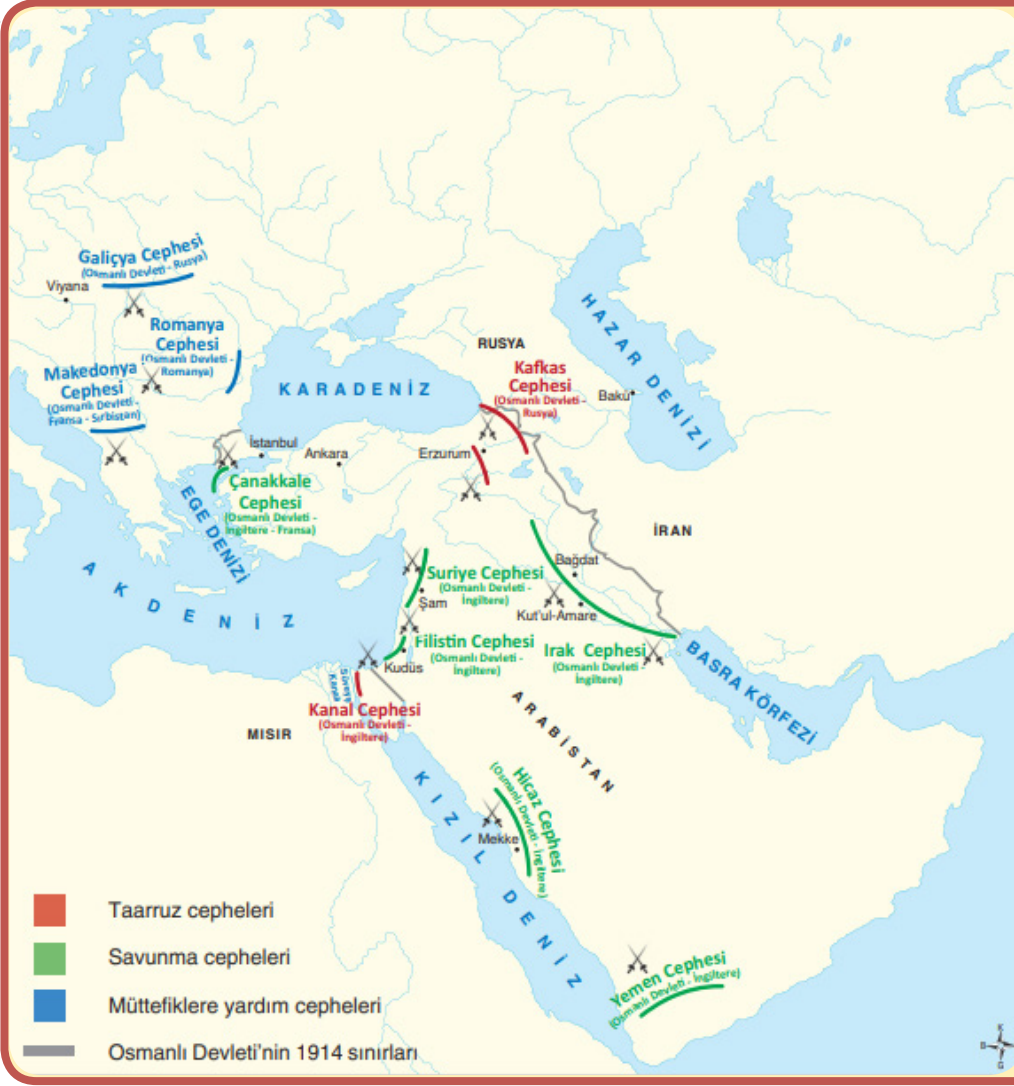 Galiçya Cephesi
(Osmanlı Devleti - Rusya)
Viyana
Romanya
Cephesi
(Osmanlı Devleti -
Romanya)
Makedonya
Cephesi
(Osmanlı Devleti -
Fransa - Sırbistan)
KARADENİZ
RUSYA
Kafkas
Cephesi
(Osmanlı Devleti -
Rusya)
HAZAR DENİZİ
Bakü
İstanbul
Ankara
Erzurum
Çanakkale
Cephesi
(Osmanlı Devleti -
İngiltere - Fransa)
EGE DENİZİ
AKDENİZ
İRAN
Bağdat
Kut'ul-Amare
Suriye Cephesi
(Osmanlı Devleti -
İngiltere)
Şam
Filistin Cephesi
(Osmanlı Devleti -
İngiltere)
Kudüs
Irak Cephesi
(Osmanlı Devleti -
İngiltere)
BASRA KÖRFEZİ
Süveyş
Kanalı
Kanal Cephesi
(Osmanlı Devleti -
İngiltere)
MISIR
ARABİSTAN
KIZIL DENİZ
Hicaz Cephesi
(Osmanlı Devleti - İngiltere)
Mekke
Yemen Cephesi
(Osmanlı Devleti - İngiltere)
Taarruz cepheleri
Savunma cepheleri
Müttefiklere yardım cepheleri
Osmanlı Devleti'nin 1914 sınırları
K
B
G